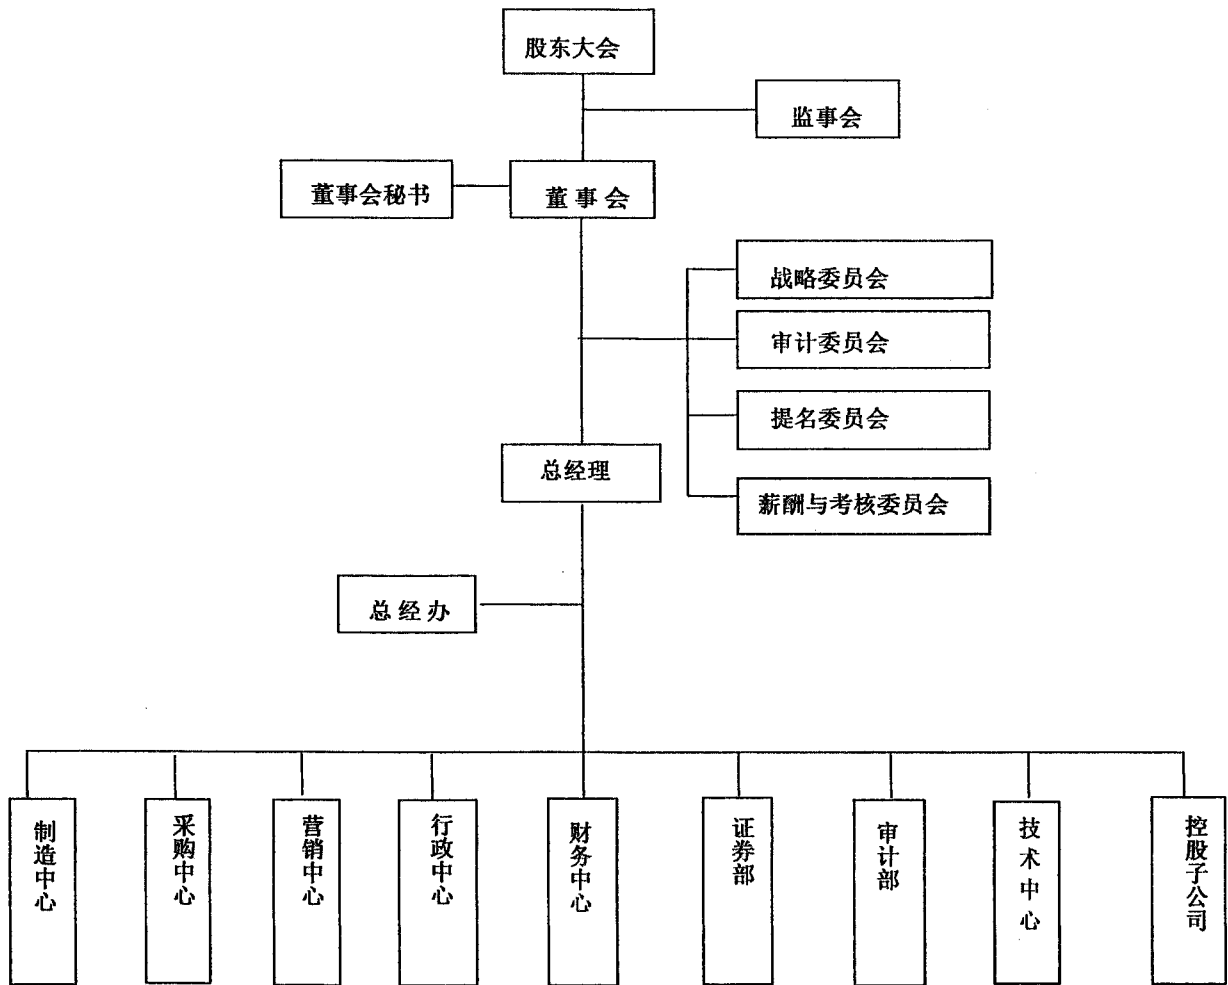 股东大会
监事会
董事会秘书
董 事 会
战略委员会
审计委员会
提名委员会
总经理
薪酬与考核委员会
总 经 办
制造中心
采购中心
营销中心
行政中心
财务中心
证券部
审计部
技术中心
控股子公司